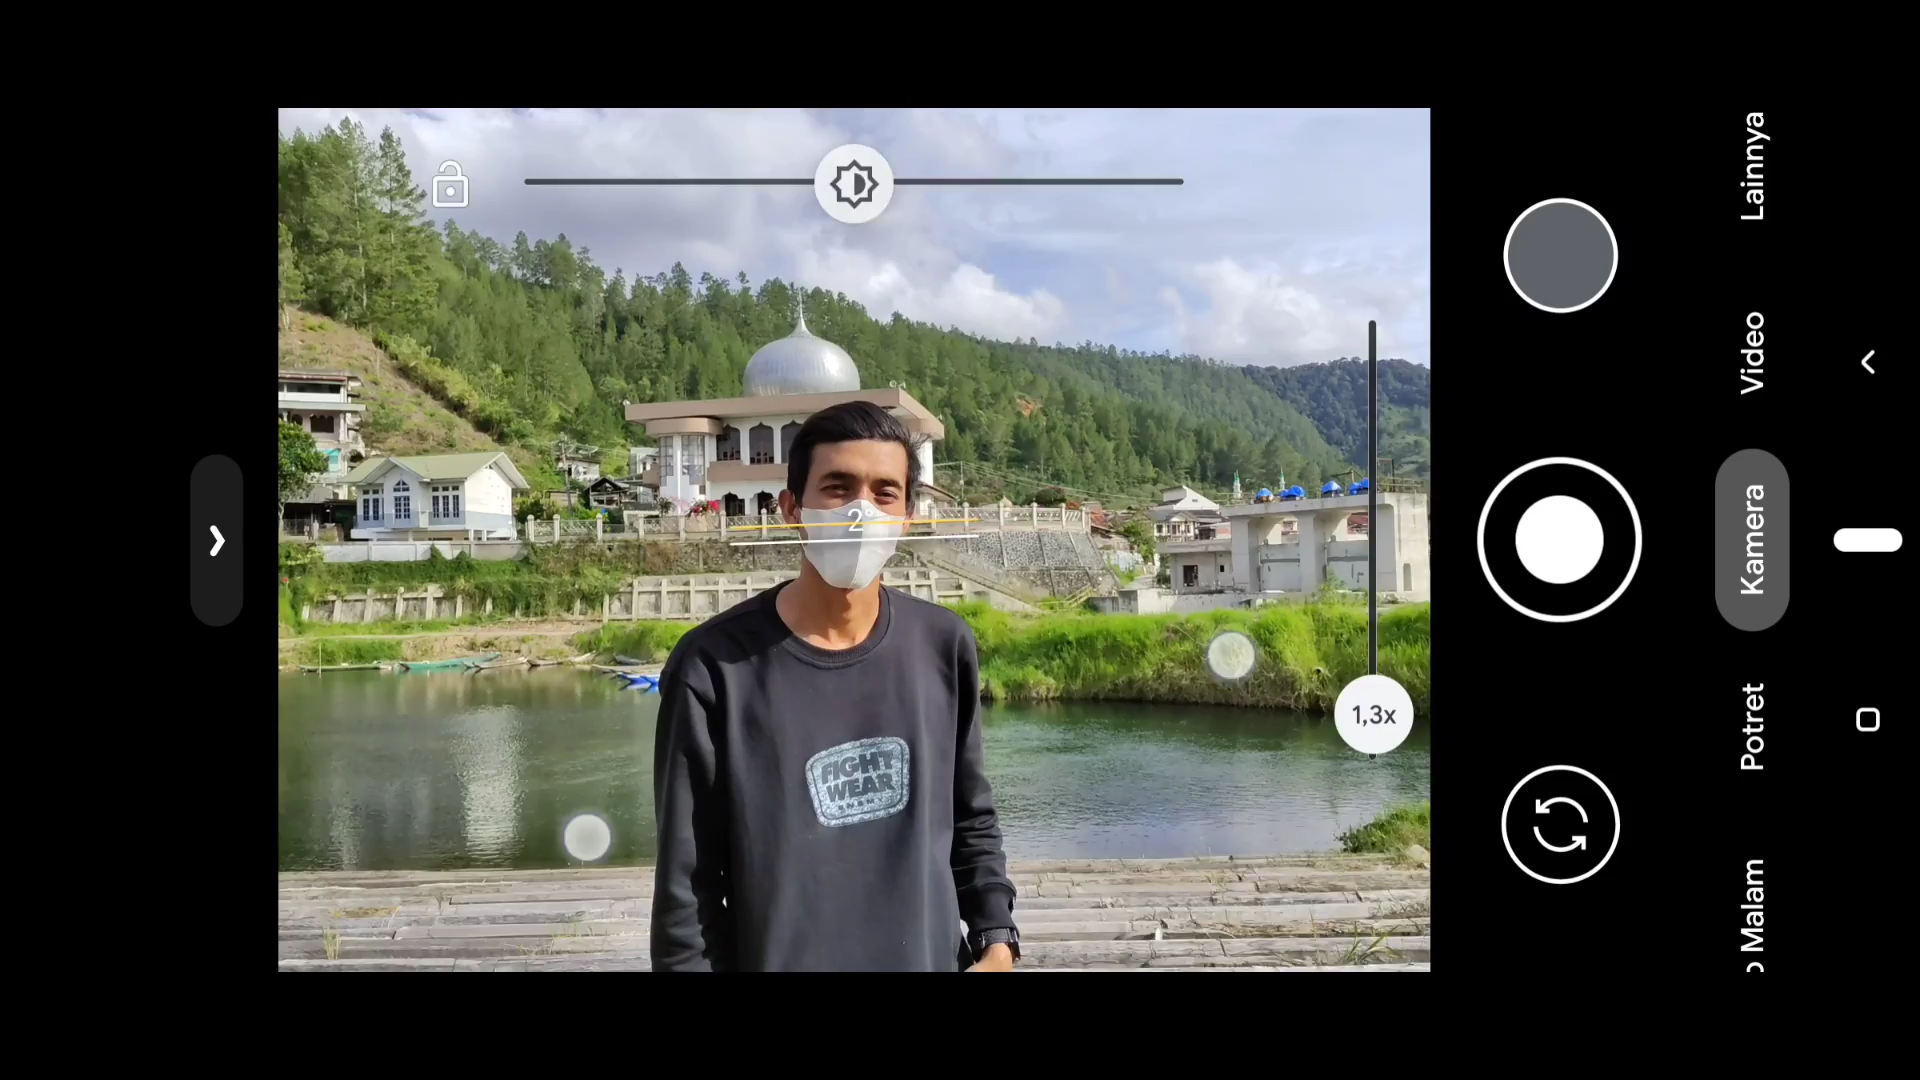 2°
1,3x
FIGHT
WEAR
Lainnya
Video
Kamera
Potret
o Malam